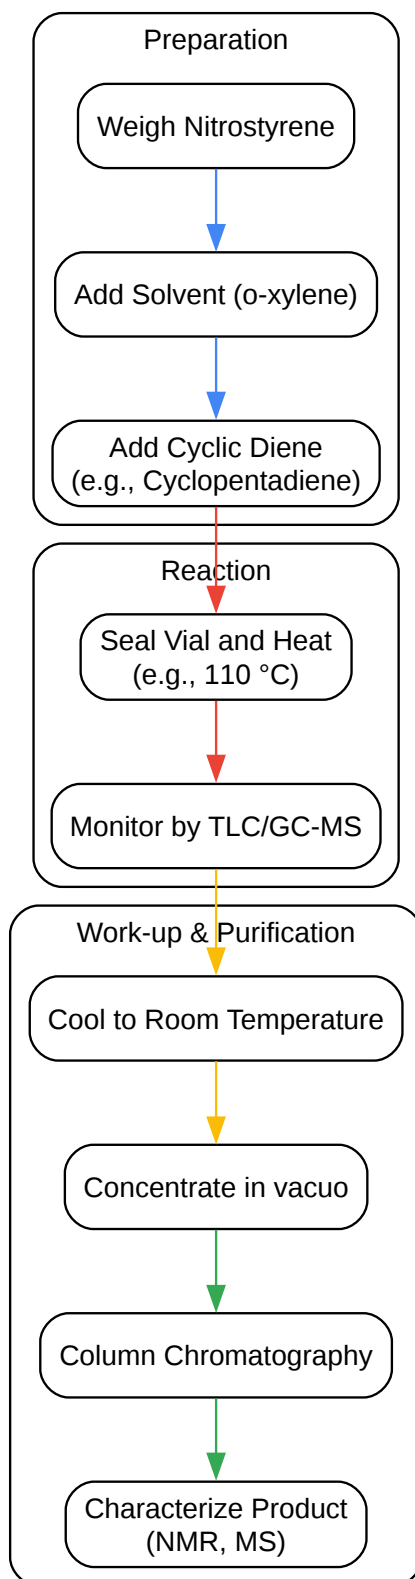 Preparation
Weigh Nitrostyrene
Add Solvent (o-xylene)
Add Cyclic Diene
(e.g., Cyclopentadiene)
Reaction
Seal Vial and Heat
(e.g., 110 °C)
Monitor by TLC/GC-MS
Work-up & Purification
Cool to Room Temperature
Concentrate in vacuo
Column Chromatography
Characterize Product
(NMR, MS)